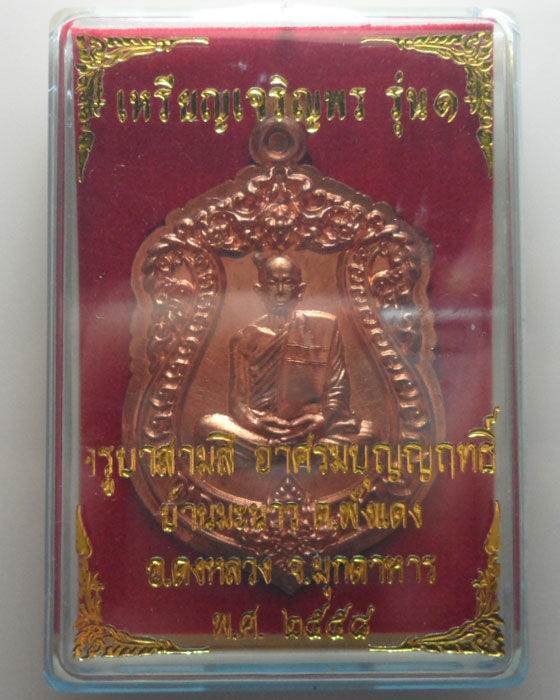 เหรียญเจริญพร รุ่น๑
ครูบาสามสี อาศรมบุญญฤทธิ์
บ้านมะนาว ต.พังแดง
อ.ดงหลวง จ.มุกดาหาร
พ.ศ. ๒๕๕๘